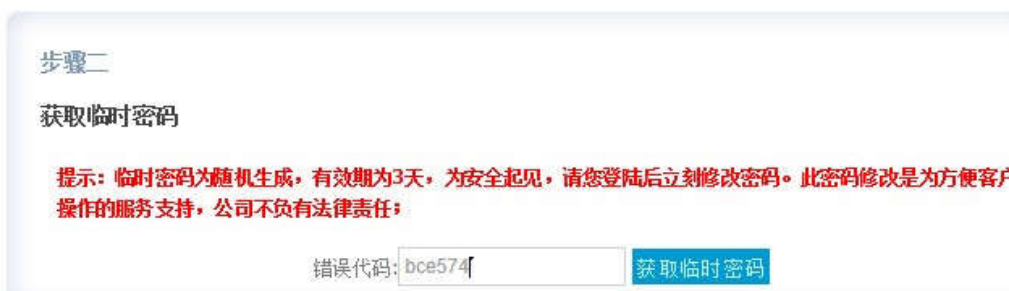 步骤二
获取临时密码
提示：临时密码为随机生成，有效期为3天，为安全起见，请您登陆后立刻修改密码。此密码修改是为方便客户
操作的服务支持，公司不负有法律责任；
错误代码: bce574 获取临时密码